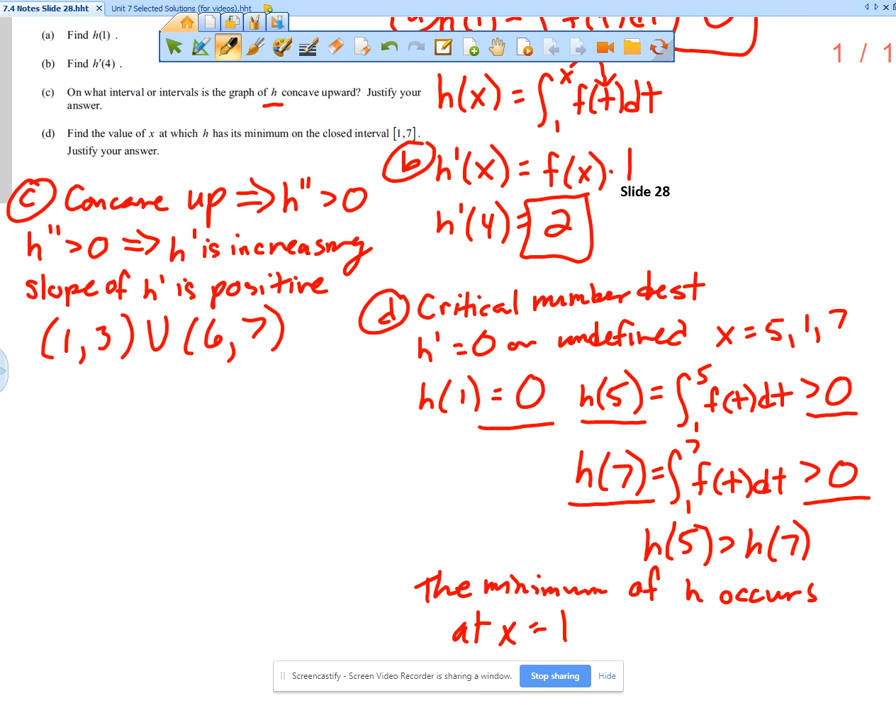 7.4 Notes Slide 28.hht × Unit 7 Selected Solutions (for videos).hht
(a) Find h(1) .
(b) Find h′(4) .
(c) On what interval or intervals is the graph of h concave upward? Justify your
answer.
(d) Find the value of x at which h has its minimum on the closed interval [1,7].
Justify your answer.
1 / 1
h(x) = ∫₁ˣ f(t)dt
(b) h'(x) = f(x)·1
Slide 28
h'(4) = 2
(c) Concave up ⇒ h" > 0
h" > 0 ⇒ h' is increasing
slope of h' is positive
(1,3) U (6,7)
(d) Critical number test
h' = 0 or undefined x = 5, 1, 7
h(1) = 0 h(5) = ∫₁⁵ f(t)dt > 0
h(7) = ∫₁⁷ f(t)dt > 0
h(5) > h(7)
The minimum of h occurs
at x = 1
Screencastify - Screen Video Recorder is sharing a window. Stop sharing Hide